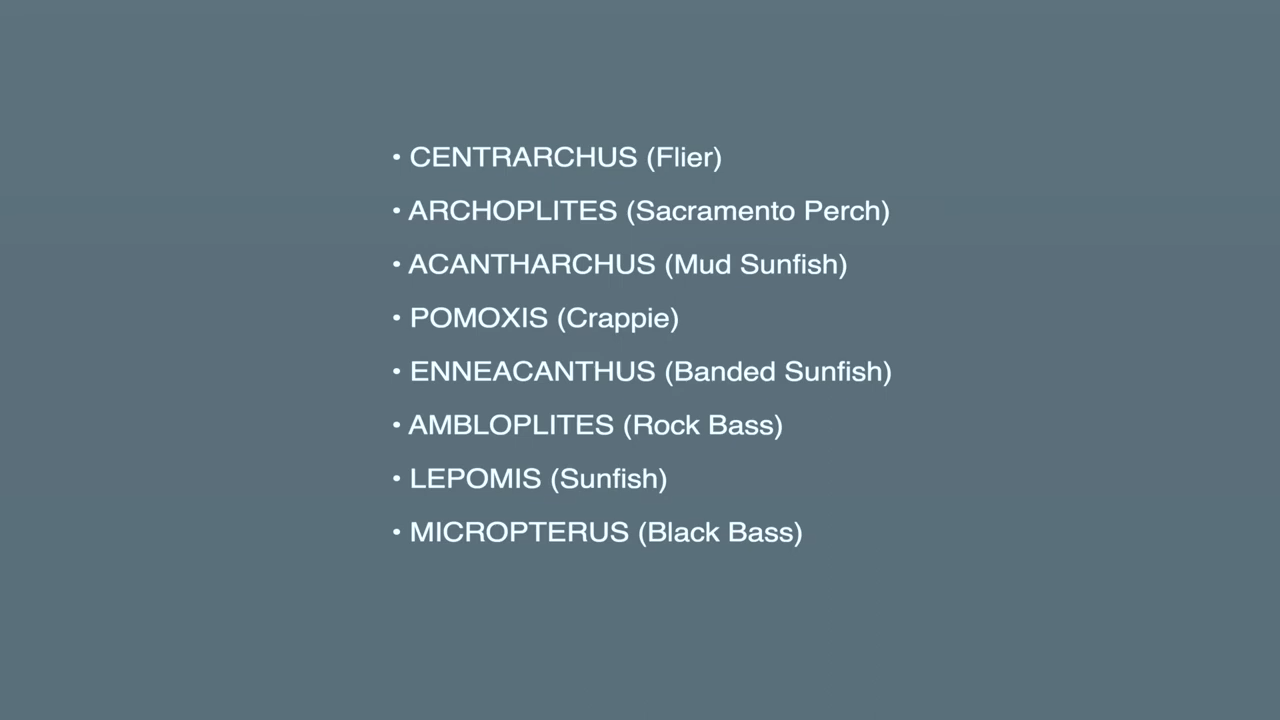 • CENTRARCHUS (Flier)
• ARCHOPLITES (Sacramento Perch)
• ACANTHARCHUS (Mud Sunfish)
• POMOXIS (Crappie)
• ENNEACANTHUS (Banded Sunfish)
• AMBLOPLITES (Rock Bass)
• LEPOMIS (Sunfish)
• MICROPTERUS (Black Bass)